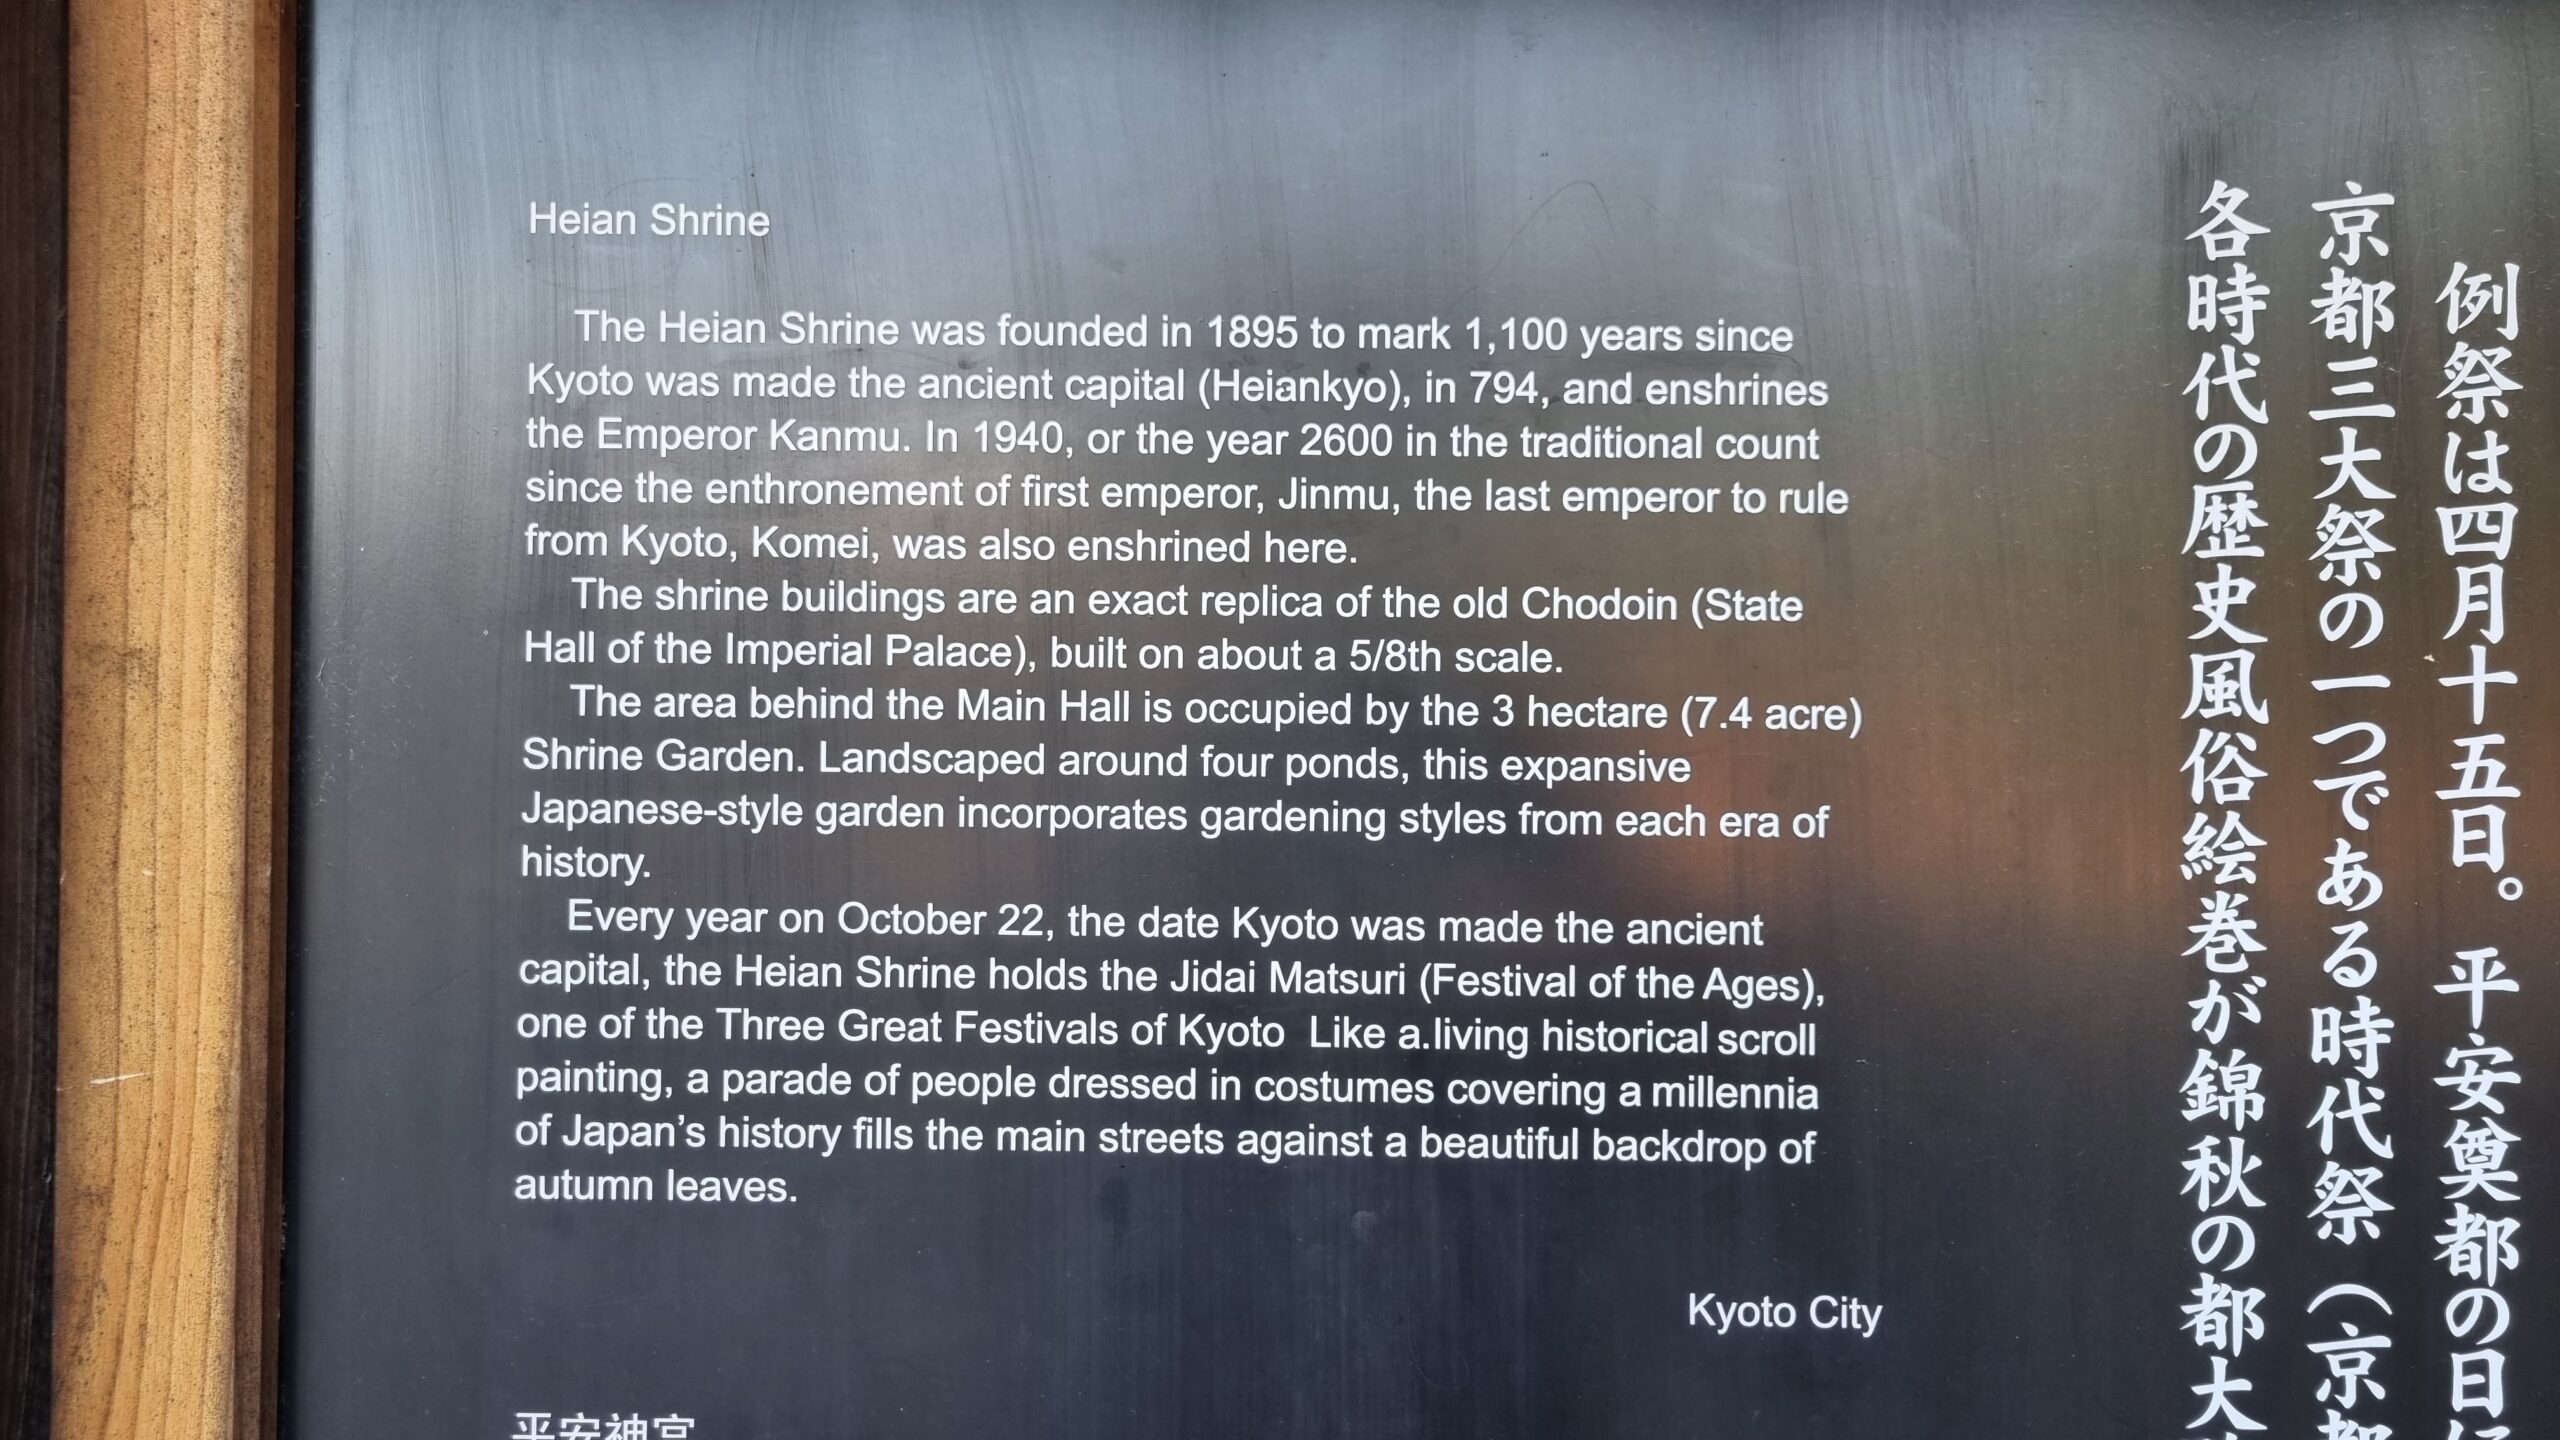 Heian Shrine
The Heian Shrine was founded in 1895 to mark 1,100 years since
Kyoto was made the ancient capital (Heiankyo), in 794, and enshrines
the Emperor Kanmu. In 1940, or the year 2600 in the traditional count
since the enthronement of first emperor, Jinmu, the last emperor to rule
from Kyoto, Komei, was also enshrined here.
The shrine buildings are an exact replica of the old Chodoin (State
Hall of the Imperial Palace), built on about a 5/8th scale.
The area behind the Main Hall is occupied by the 3 hectare (7.4 acre)
Shrine Garden. Landscaped around four ponds, this expansive
Japanese-style garden incorporates gardening styles from each era of
history.
Every year on October 22, the date Kyoto was made the ancient
capital, the Heian Shrine holds the Jidai Matsuri (Festival of the Ages),
one of the Three Great Festivals of Kyoto  Like a.living historical scroll
painting, a parade of people dressed in costumes covering a millennia
of Japan's history fills the main streets against a beautiful backdrop of
autumn leaves.
Kyoto City
平安神宮
例祭は四月十五日。平安奠都の日に
京都三大祭の一つである時代祭（京都
各時代の歴史風俗絵巻が錦秋の都大